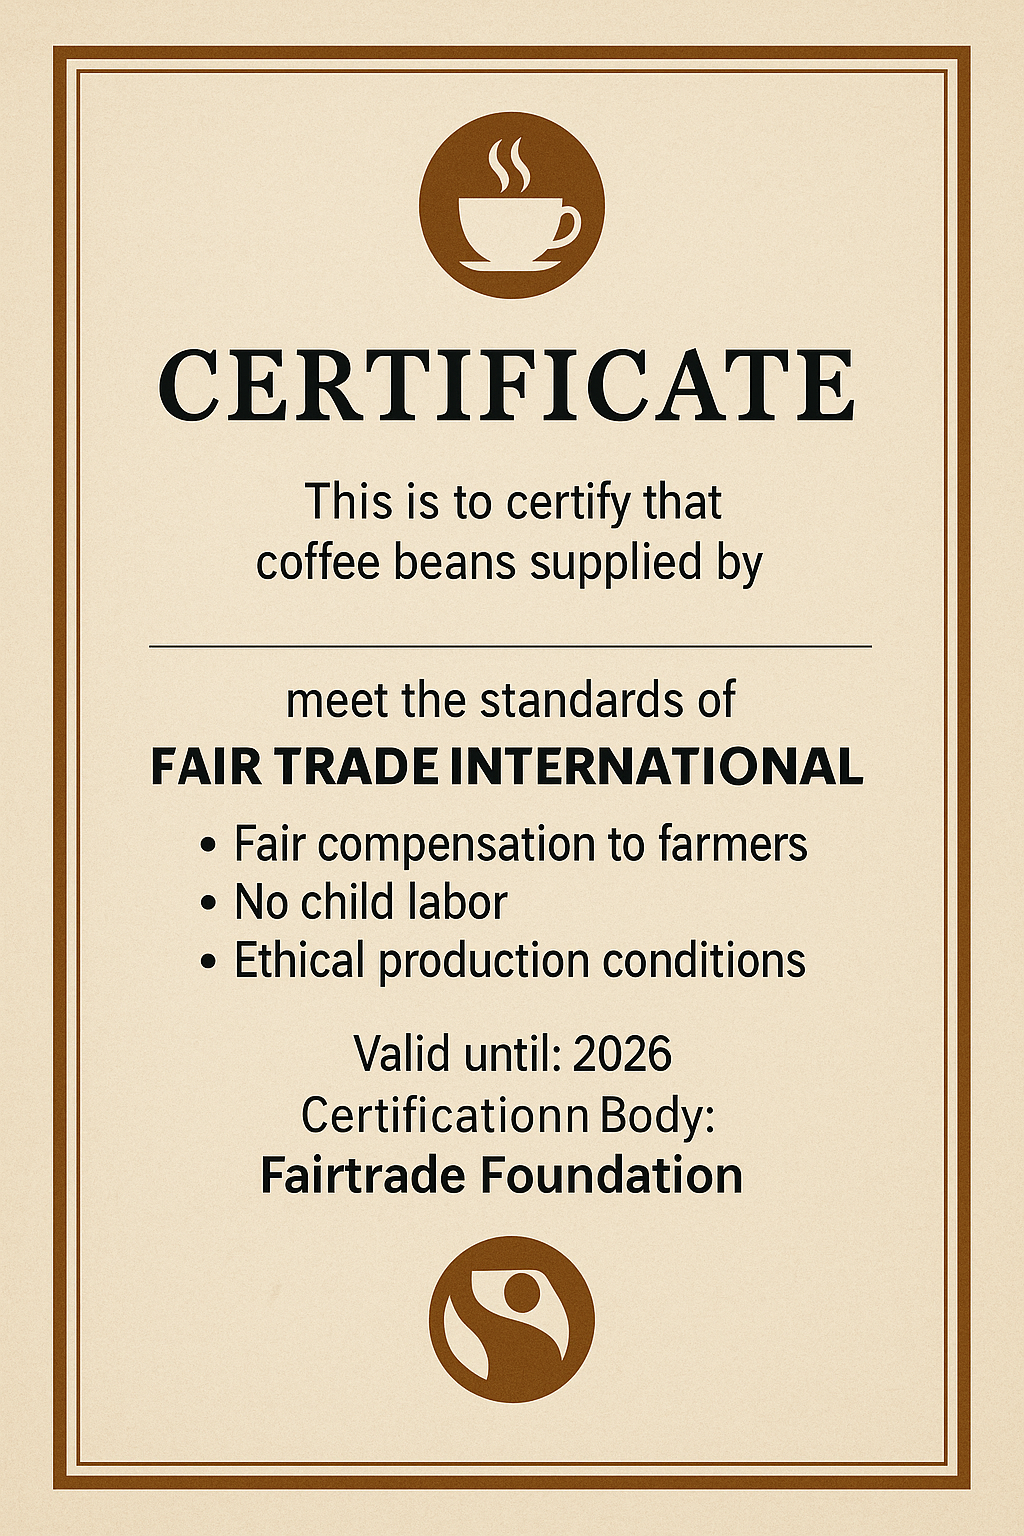 CERTIFICATE
This is to certify that
coffee beans supplied by
meet the standards of
FAIR TRADE INTERNATIONAL
• Fair compensation to farmers
• No child labor
• Ethical production conditions
Valid until: 2026
Certificationn Body:
Fairtrade Foundation